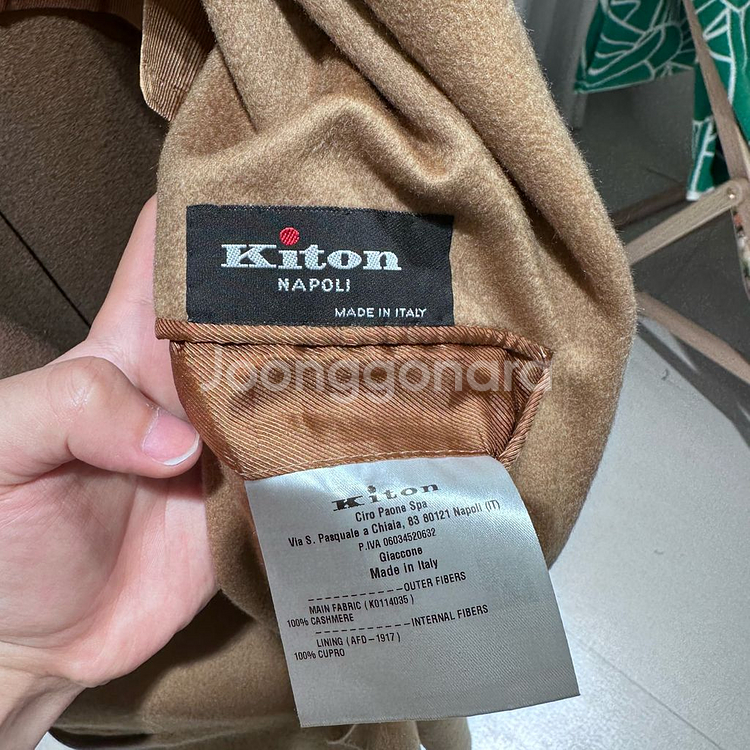 Kiton
NAPOLI
MADE IN ITALY
Joonggonara
Kiton
Ciro Paone Spa
Via S. Pasquale a Chiaia, 83 80121 Napoli (IT)
P.IVA 06034520632
Giaccone
Made in Italy
-------------OUTER FIBERS
MAIN FABRIC (K0114035)
100% CASHMERE
-------------INTERNAL FIBERS
LINING (AFD-1917)
100% CUPRO